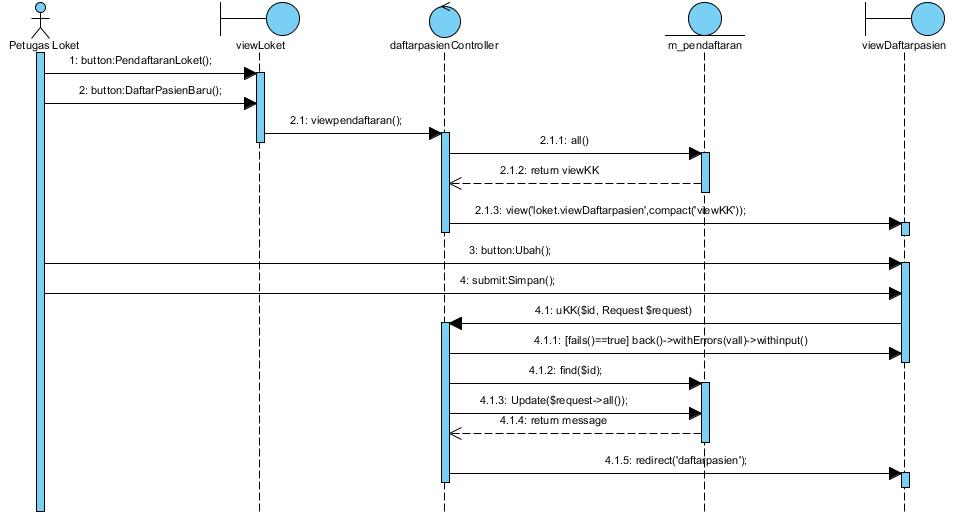 Petugas Loket
viewLoket
daftarpasienController
m_pendaftaran
viewDaftarpasien
1: button:PendaftaranLoket();
2: button:DaftarPasienBaru();
2.1: viewpendaftaran();
2.1.1: all()
2.1.2: return viewKK
2.1.3: view('loket.viewDaftarpasien',compact('viewKK'));
3: button:Ubah();
4: submit:Simpan();
4.1: uKK($id, Request $request)
4.1.1: [fails()==true] back()->withErrors(vall)->withinput()
4.1.2: find($id);
4.1.3: Update($request->all());
4.1.4: return message
4.1.5: redirect('daftarpasien');